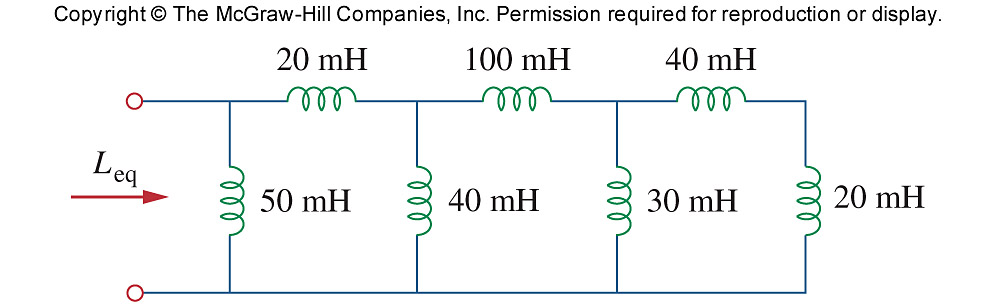 Copyright © The McGraw-Hill Companies, Inc. Permission required for reproduction or display.
20 mH 100 mH 40 mH
Leq
50 mH 40 mH 30 mH 20 mH